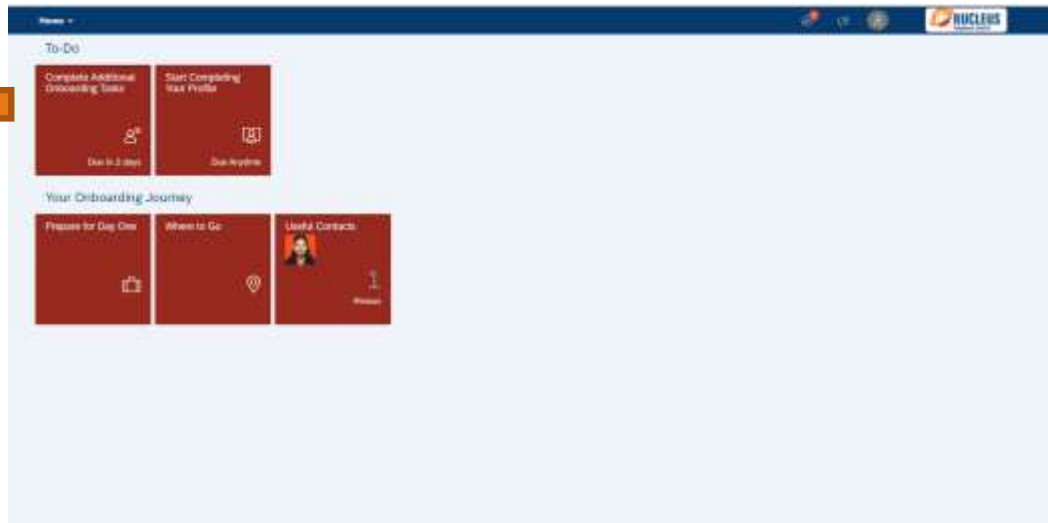 Home
NUCLEUS
To-Do
Complete Additional
Onboarding Tasks
Due in 2 days
Start Completing
Your Profile
Due Anytime
Your Onboarding Journey
Prepare for Day One
Where to Go
Useful Contacts
1